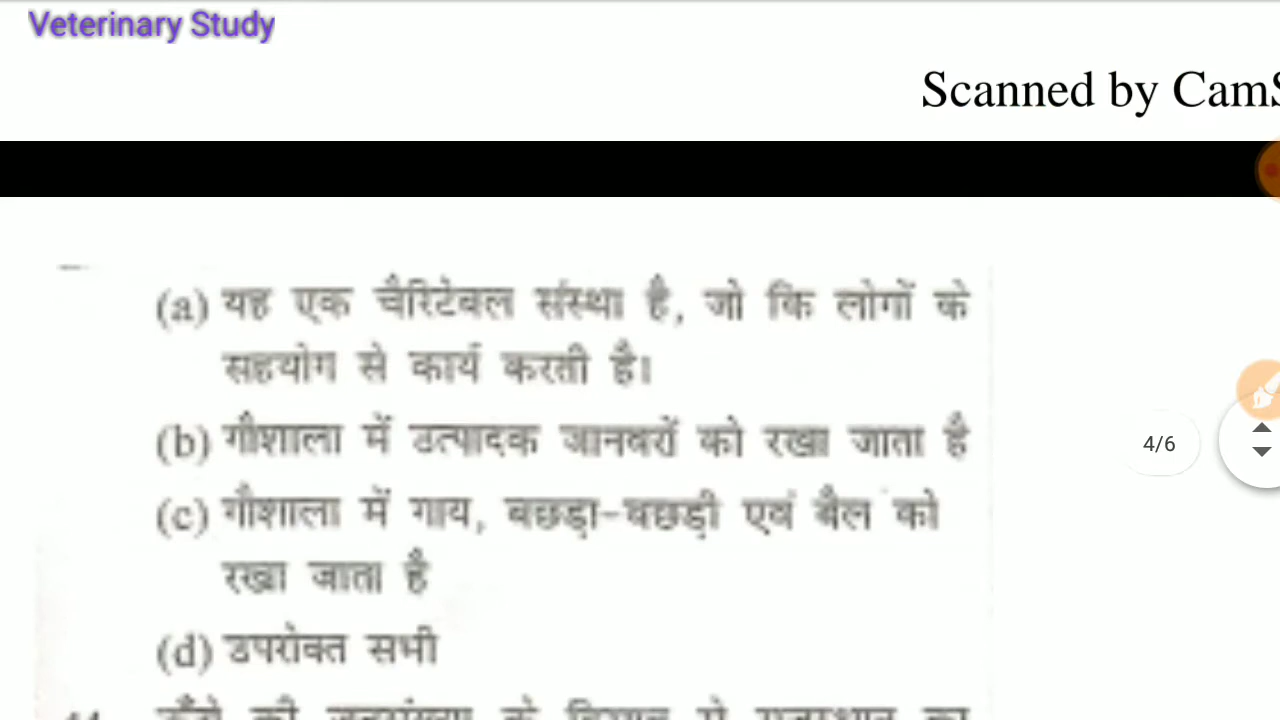 Veterinary Study
Scanned by CamS
(a) यह एक चैरिटेबल संस्था है, जो कि लोगों के
सहयोग से कार्य करती है।
(b) गौशाला में उत्पादक जानवरों को रखा जाता है
4/6
(c) गौशाला में गाय, बछड़ा-बछड़ी एवं बैल को
रखा जाता है
(d) उपरोक्त सभी